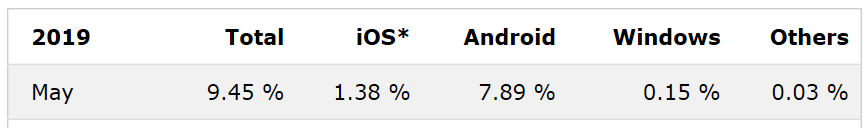 2019 Total iOS* Android Windows Others
May 9.45 % 1.38 % 7.89 % 0.15 % 0.03 %